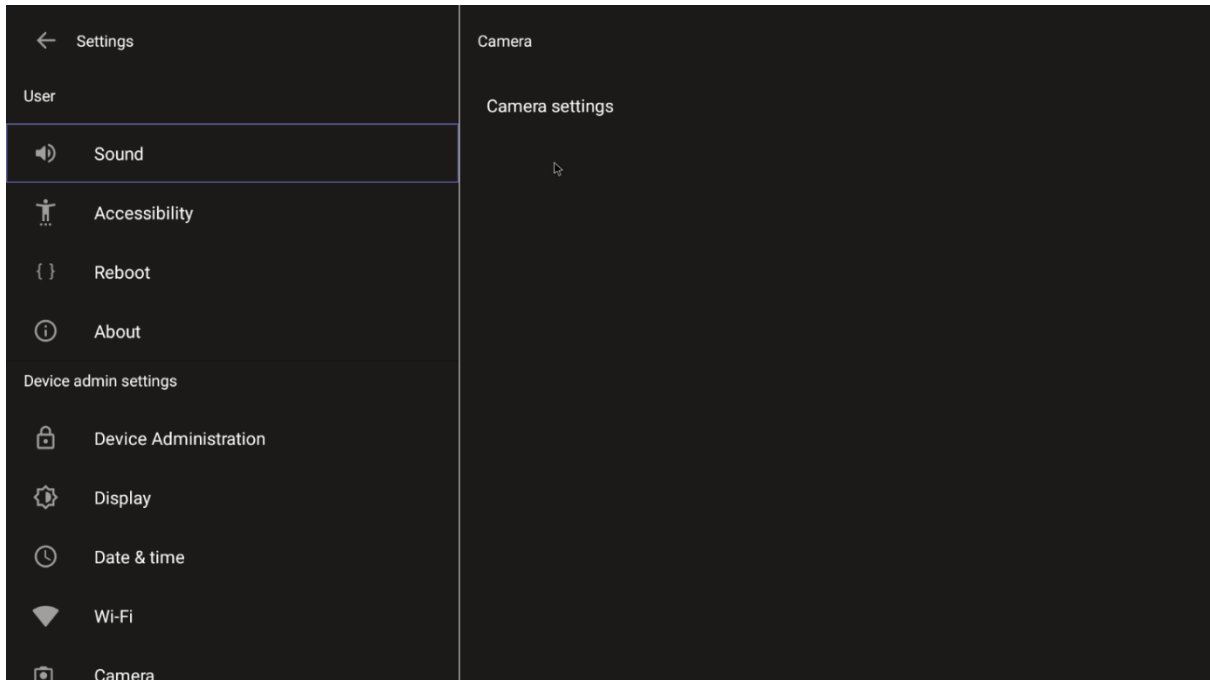 Settings
User
Sound
Accessibility
Reboot
About
Device admin settings
Device Administration
Display
Date & time
Wi-Fi
Camera
Camera
Camera settings